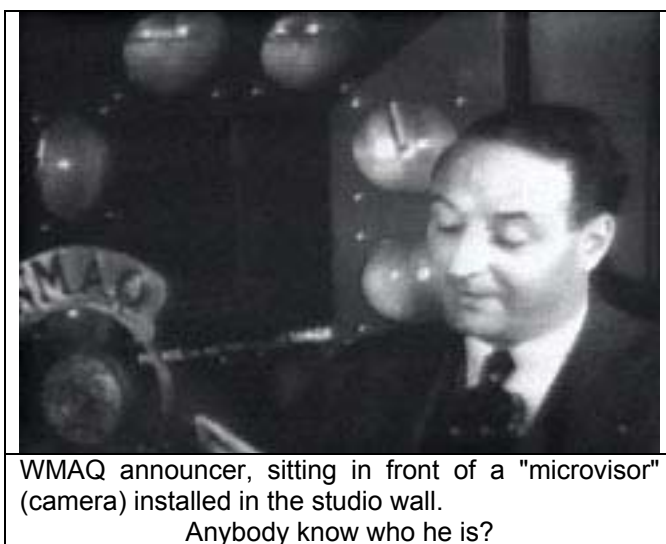 WMAQ
WMAQ announcer, sitting in front of a "microvisor"
(camera) installed in the studio wall.
Anybody know who he is?